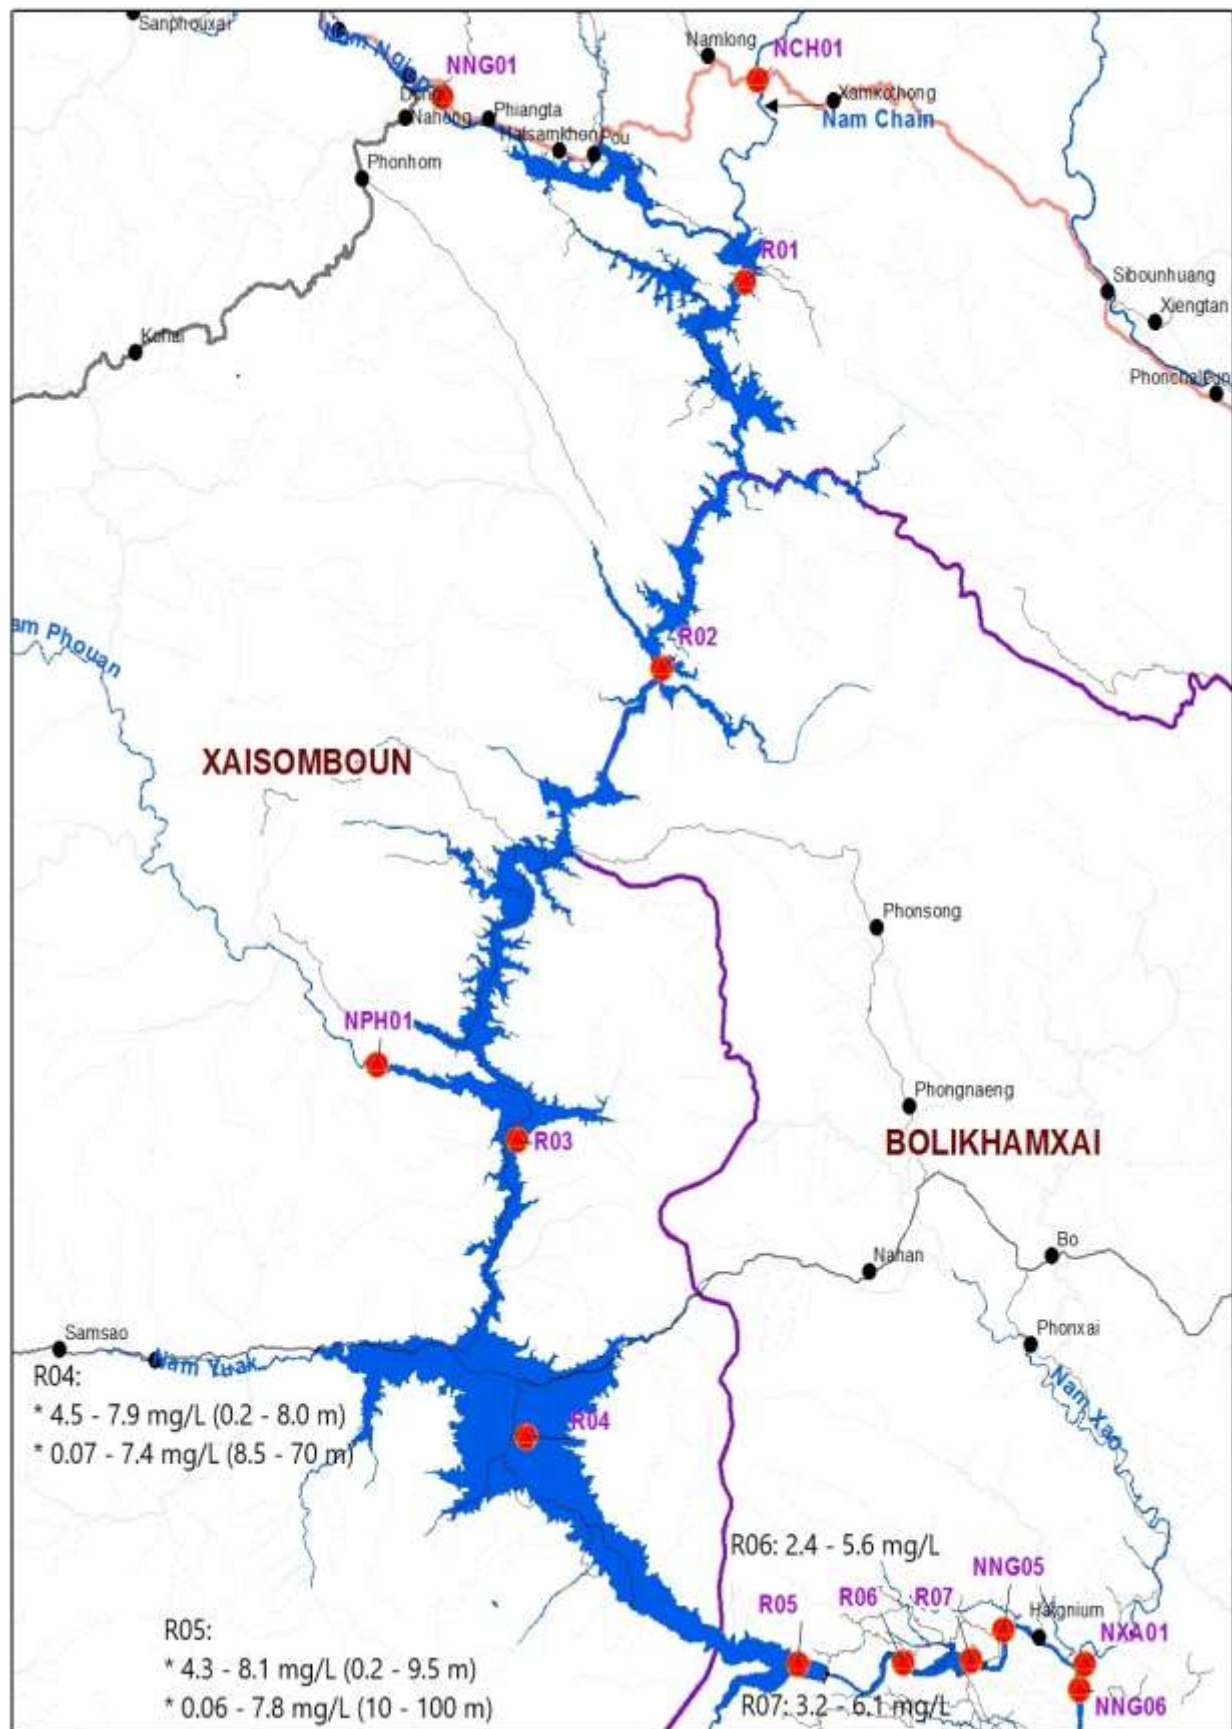 Sanphouxai
Nam Ngiep
NNG01
Namlong
NCH01
Xamkothong
Nam Chain
Nahong
Phiangta
Hatsamkhon
Pou
Phonhom
R01
Sibounhuang
Xiengtan
Kohai
R02
am Phouan
XAISOMBOUN
Phonsong
NPH01
Phongnaeng
BOLIKHAMXAI
R03
Nahan
Bo
Samsao
Nam Yuak
Phonxai
Nam Xao
R04:
* 4.5 - 7.9 mg/L (0.2 - 8.0 m)
* 0.07 - 7.4 mg/L (8.5 - 70 m)
R04
R06: 2.4 - 5.6 mg/L
NNG05
R05
R06
R07
Hatgnium
NXA01
R05:
* 4.3 - 8.1 mg/L (0.2 - 9.5 m)
* 0.06 - 7.8 mg/L (10 - 100 m)
R07: 3.2 - 6.1 mg/L
NNG06